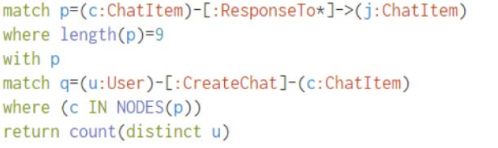 match p=(c:ChatItem)-[:ResponseTo*]->(j:ChatItem)
where length(p)=9
with p
match q=(u:User)-[:CreateChat]-(c:ChatItem)
where (c IN NODES(p))
return count(distinct u)